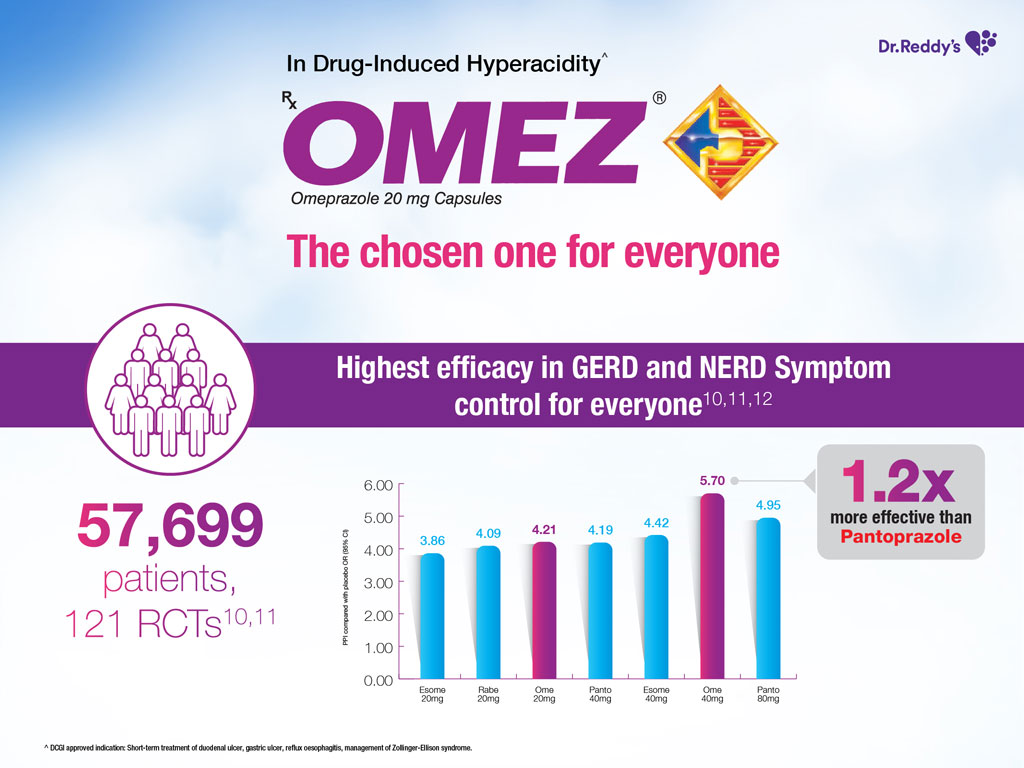 Dr.Reddy's
In Drug-Induced Hyperacidity^
Rx
OMEZ ®
Omeprazole 20 mg Capsules
The chosen one for everyone
Highest efficacy in GERD and NERD Symptom
control for everyone10,11,12
57,699
patients,
121 RCTs10,11
PPI compared with placebo OR (95% CI)
6.00
5.00
4.00
3.00
2.00
1.00
0.00
3.86
4.09
4.21
4.19
4.42
5.70
4.95
Esome
20mg
Rabe
20mg
Ome
20mg
Panto
40mg
Esome
40mg
Ome
40mg
Panto
80mg
1.2x
more effective than
Pantoprazole
^ DCGI approved indication: Short-term treatment of duodenal ulcer, gastric ulcer, reflux oesophagitis, management of Zollinger-Ellison syndrome.